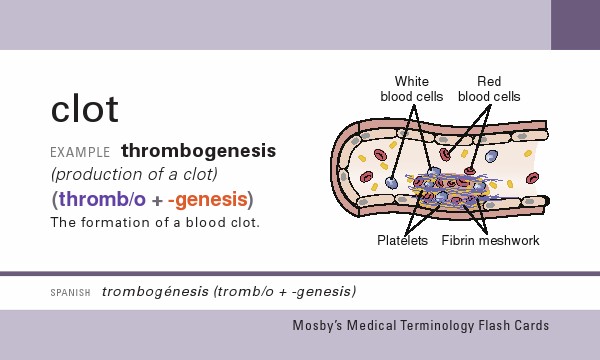 clot
EXAMPLE thrombogenesis
(production of a clot)
(thromb/o + -genesis)
The formation of a blood clot.
White
blood cells
Red
blood cells
Platelets
Fibrin meshwork
SPANISH trombogénesis (tromb/o + -genesis)
Mosby's Medical Terminology Flash Cards